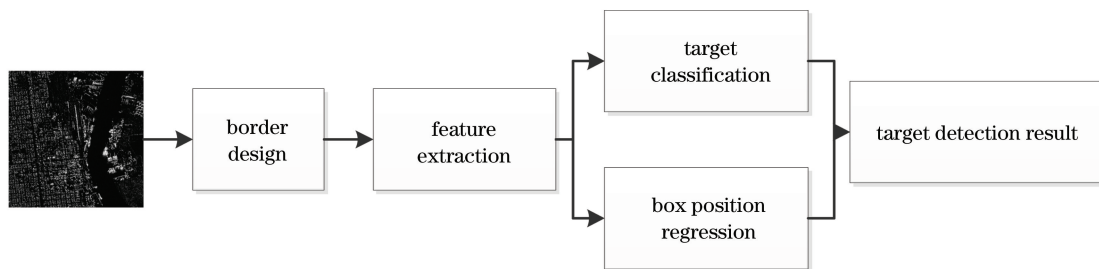 border
design
feature
extraction
target
classification
box position
regression
target detection result